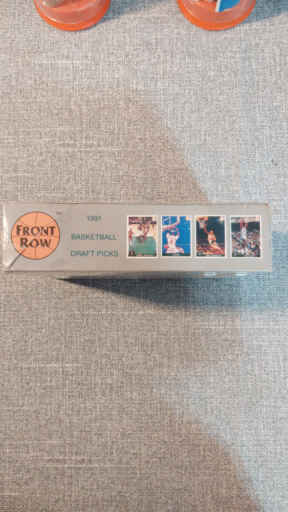 FRONT
ROW
1991
BASKETBALL
DRAFT PICKS